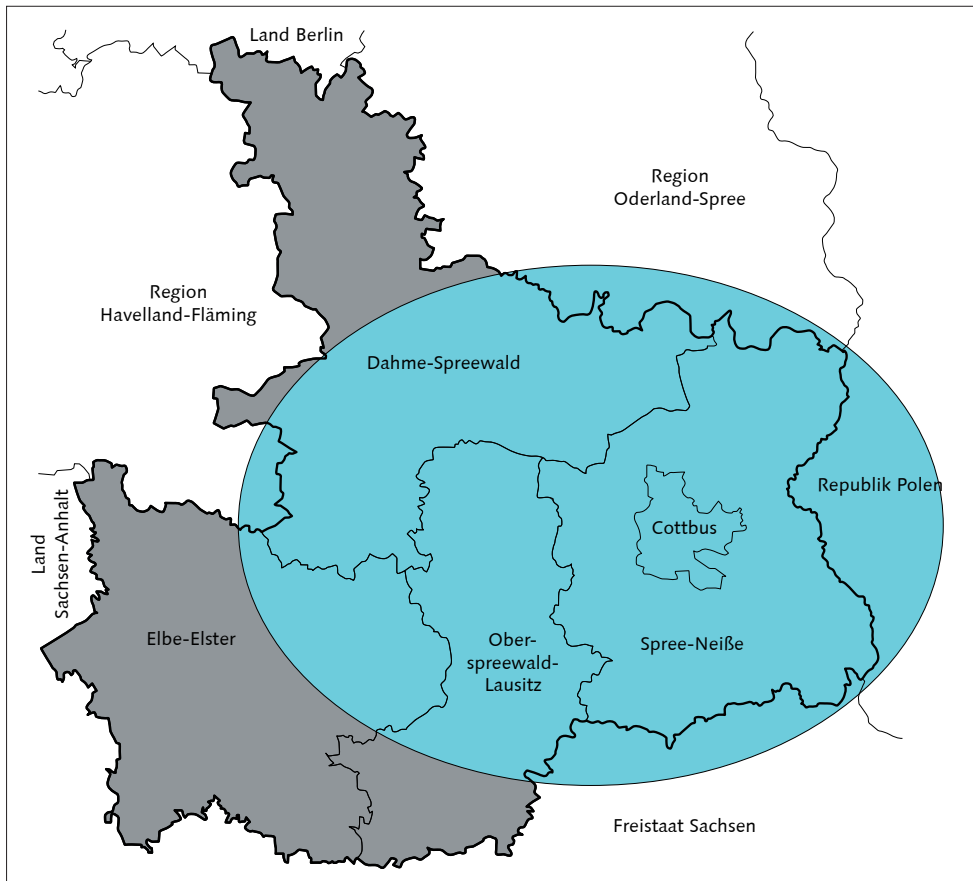 Land Berlin
Region
Oderland-Spree
Region
Havelland-Fläming
Dahme-Spreewald
Republik Polen
Land
Sachsen-Anhalt
Cottbus
Elbe-Elster
Ober-
spreewald-
Lausitz
Spree-Neiße
Freistaat Sachsen